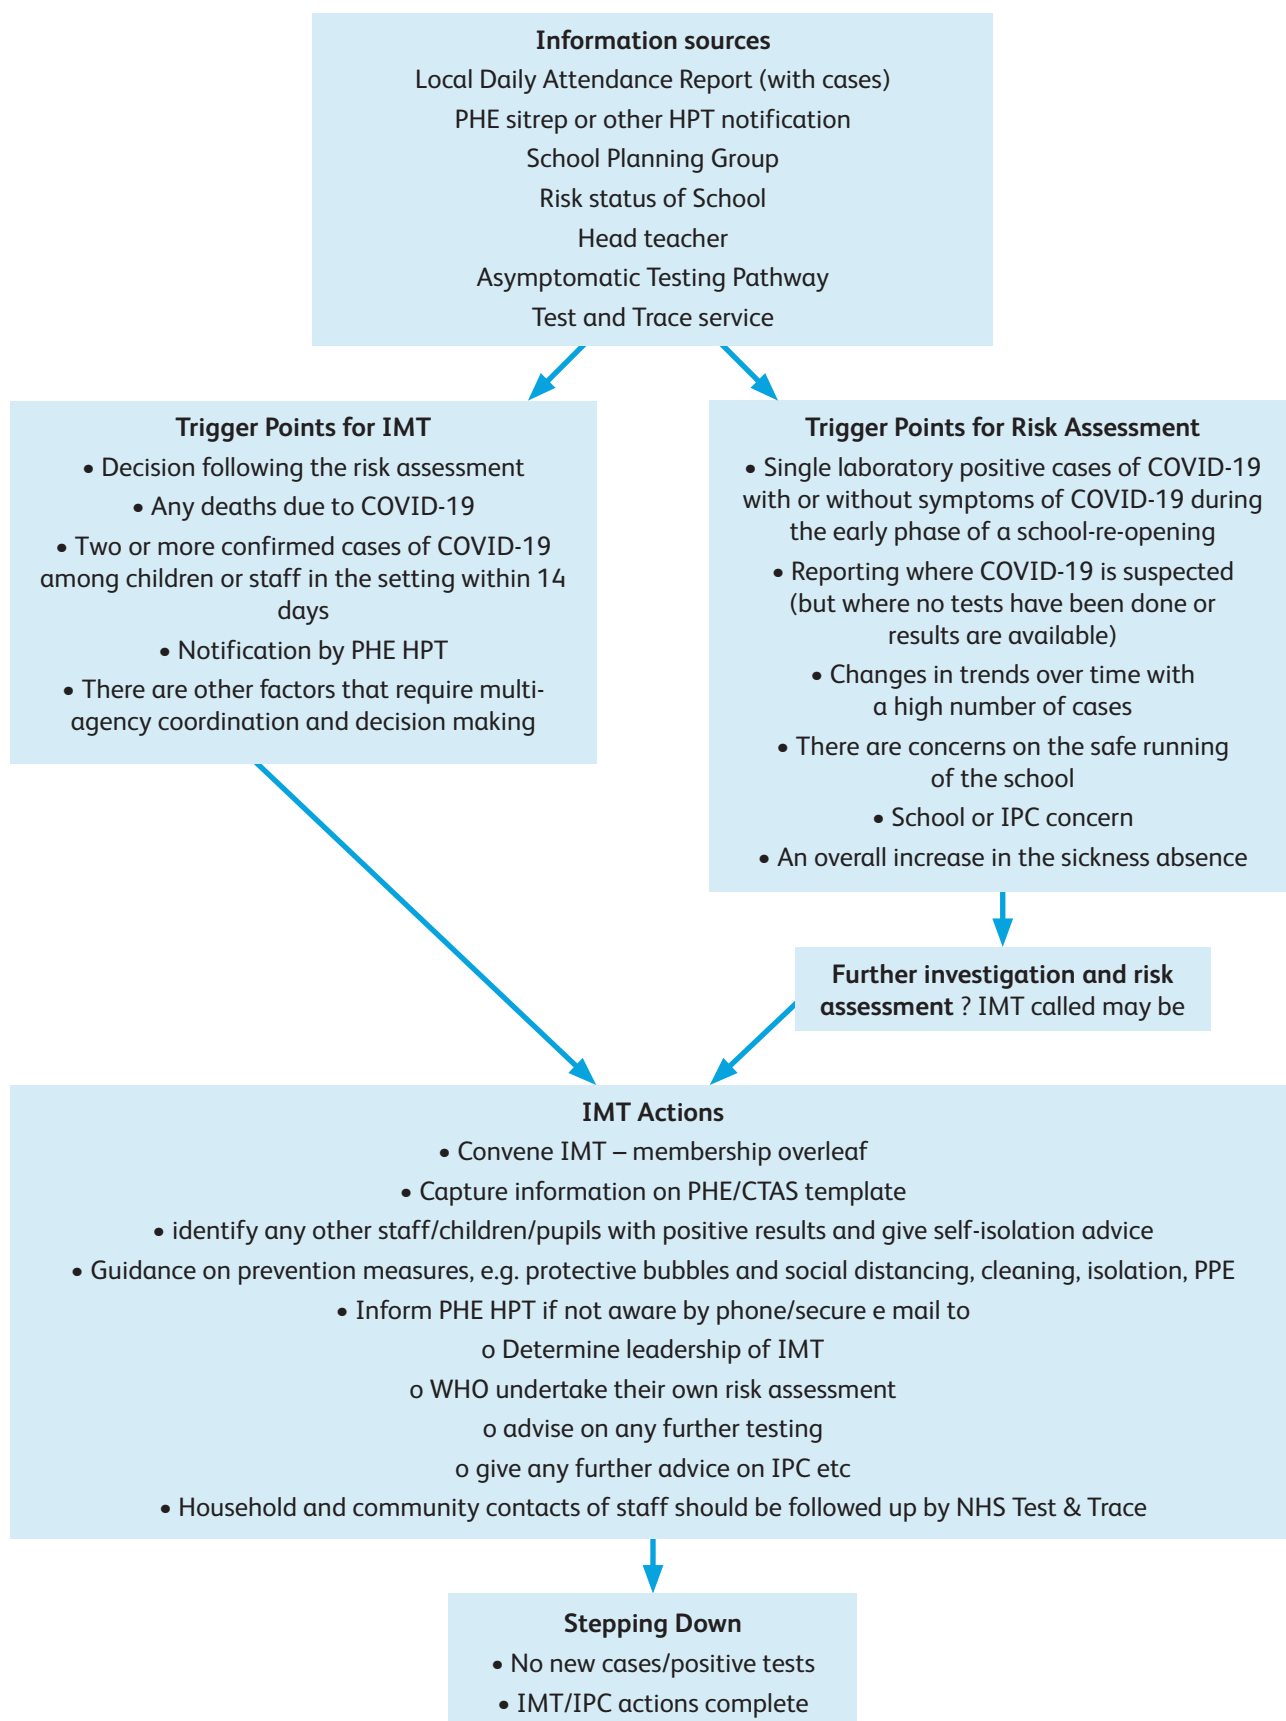 Information sources
Local Daily Attendance Report (with cases)
PHE sitrep or other HPT notification
School Planning Group
Risk status of School
Head teacher
Asymptomatic Testing Pathway
Test and Trace service
Trigger Points for IMT
• Decision following the risk assessment
• Any deaths due to COVID-19
• Two or more confirmed cases of COVID-19
among children or staff in the setting within 14
days
• Notification by PHE HPT
• There are other factors that require multi-
agency coordination and decision making
Trigger Points for Risk Assessment
• Single laboratory positive cases of COVID-19
with or without symptoms of COVID-19 during
the early phase of a school-re-opening
• Reporting where COVID-19 is suspected
(but where no tests have been done or
results are available)
• Changes in trends over time with
a high number of cases
• There are concerns on the safe running
of the school
• School or IPC concern
• An overall increase in the sickness absence
Further investigation and risk
assessment ? IMT called may be
IMT Actions
• Convene IMT – membership overleaf
• Capture information on PHE/CTAS template
• identify any other staff/children/pupils with positive results and give self-isolation advice
• Guidance on prevention measures, e.g. protective bubbles and social distancing, cleaning, isolation, PPE
• Inform PHE HPT if not aware by phone/secure e mail to
o Determine leadership of IMT
o WHO undertake their own risk assessment
o advise on any further testing
o give any further advice on IPC etc
• Household and community contacts of staff should be followed up by NHS Test & Trace
Stepping Down
• No new cases/positive tests
• IMT/IPC actions complete